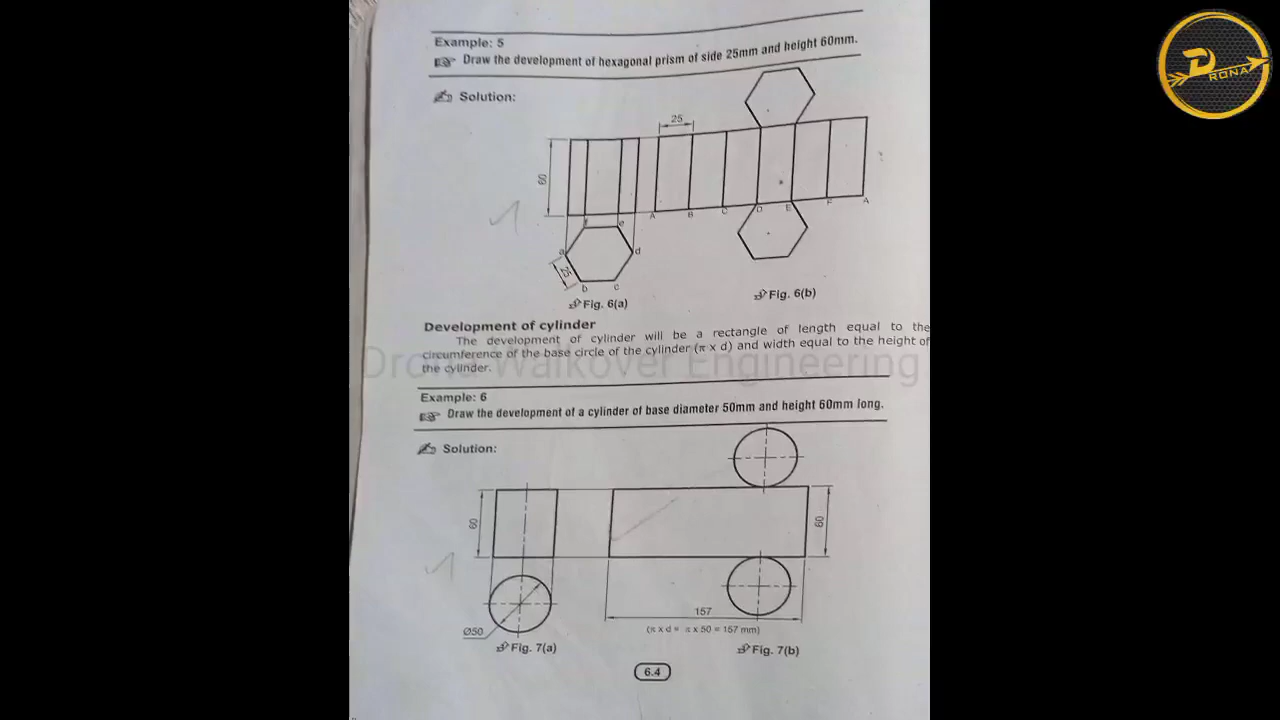 DRONA
Example: 5
Draw the development of hexagonal prism of side 25mm and height 60mm.
Solution:
25
60
f e
A B C D E F A
a d
25
b c
Fig. 6(a)
Fig. 6(b)
Development of cylinder
The development of cylinder will be a rectangle of length equal to the
circumference of the base circle of the cylinder (π x d) and width equal to the height of
the cylinder.
Drona Walkover Engineering
Example: 6
Draw the development of a cylinder of base diameter 50mm and height 60mm long.
Solution:
60
60
157
(π x d = π x 50 = 157 mm)
Ø50
Fig. 7(a)
Fig. 7(b)
6.4